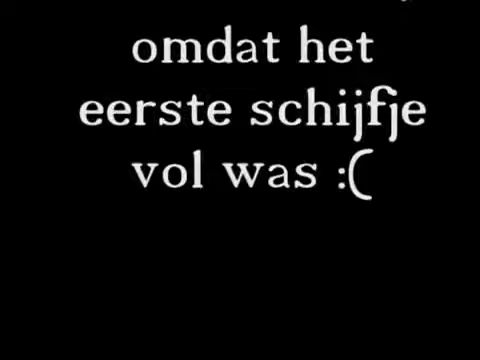 omdat het
eerste schijfje
vol was :(